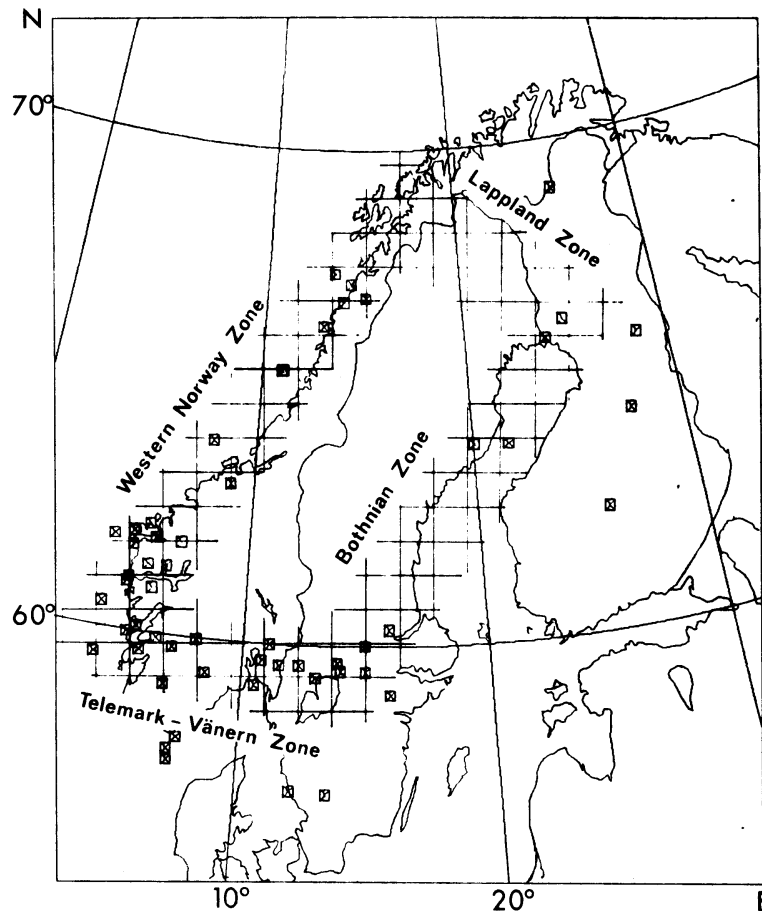 N
70°
Lappland Zone
Western Norway Zone
Bothnian Zone
60°
Telemark – Vänern Zone
10°
20°
E